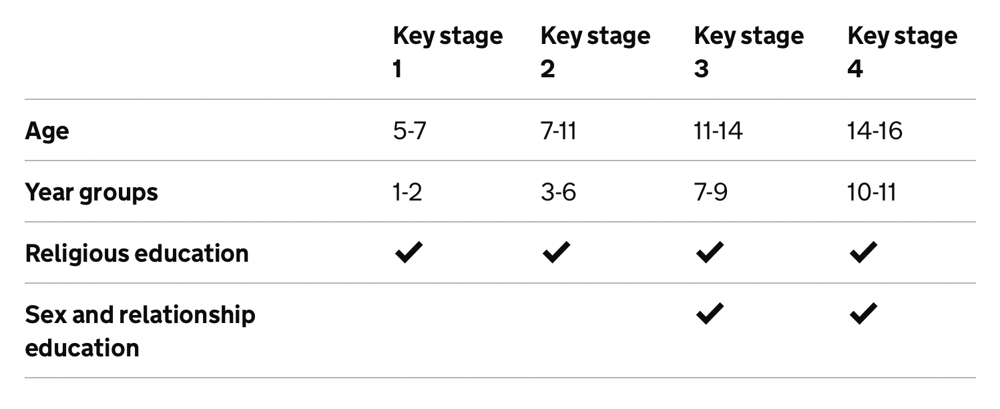 Key stage Key stage Key stage Key stage
1 2 3 4
Age 5-7 7-11 11-14 14-16
Year groups 1-2 3-6 7-9 10-11
Religious education ✓ ✓ ✓ ✓
Sex and relationship ✓ ✓
education